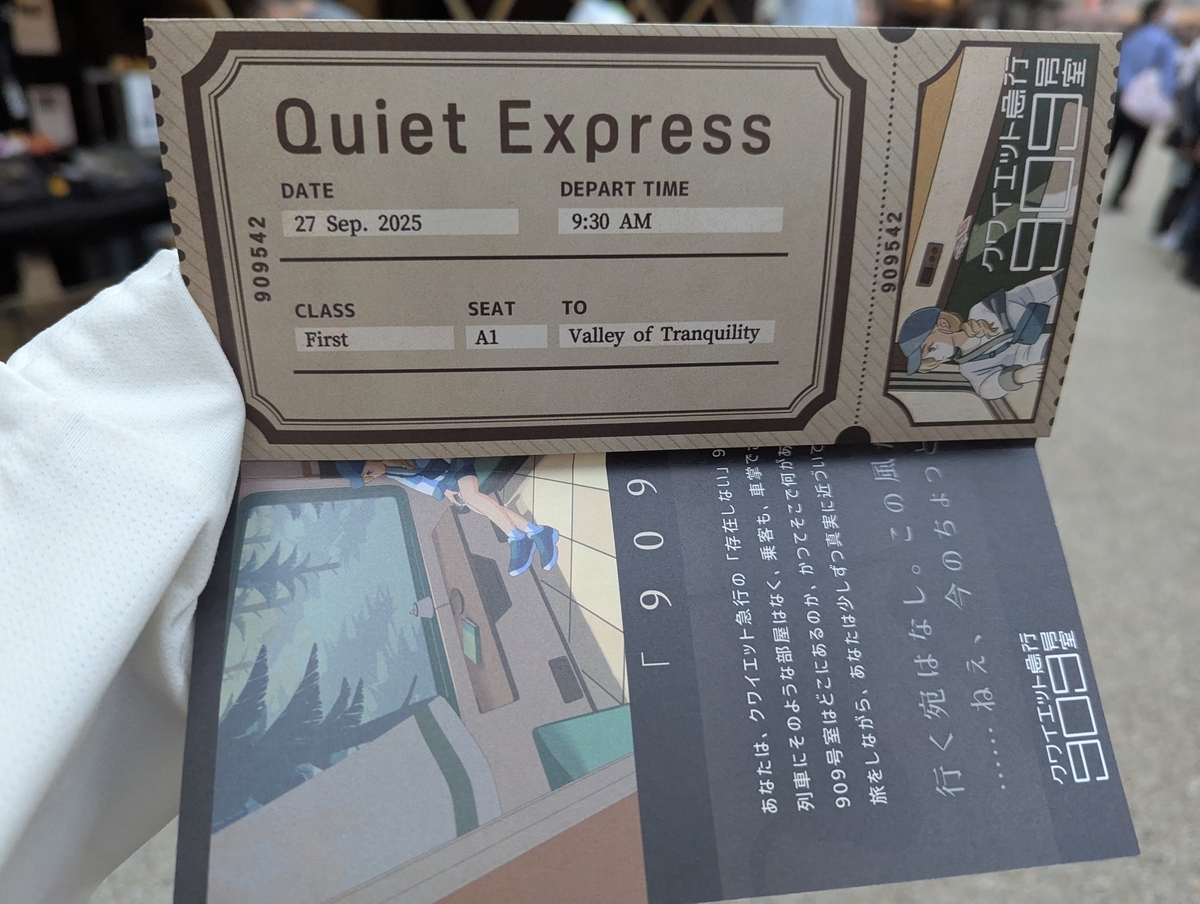 Quiet Express
DATE
27 Sep. 2025
DEPART TIME
9:30 AM
CLASS
First
SEAT
A1
TO
Valley of Tranquility
909542
909542
クワイエット急行
909号室
「909
あなたは、クワイエット急行の「存在しない」9
列車にそのような部屋はなく、乗客も、車掌で
909号室はどこにあるのか、かつてそこで何があ
旅をしながら、あなたは少しずつ真実に近づいて
行く宛はなし。この風
……ねぇ、今のちょっと
クワイエット急行
909号室